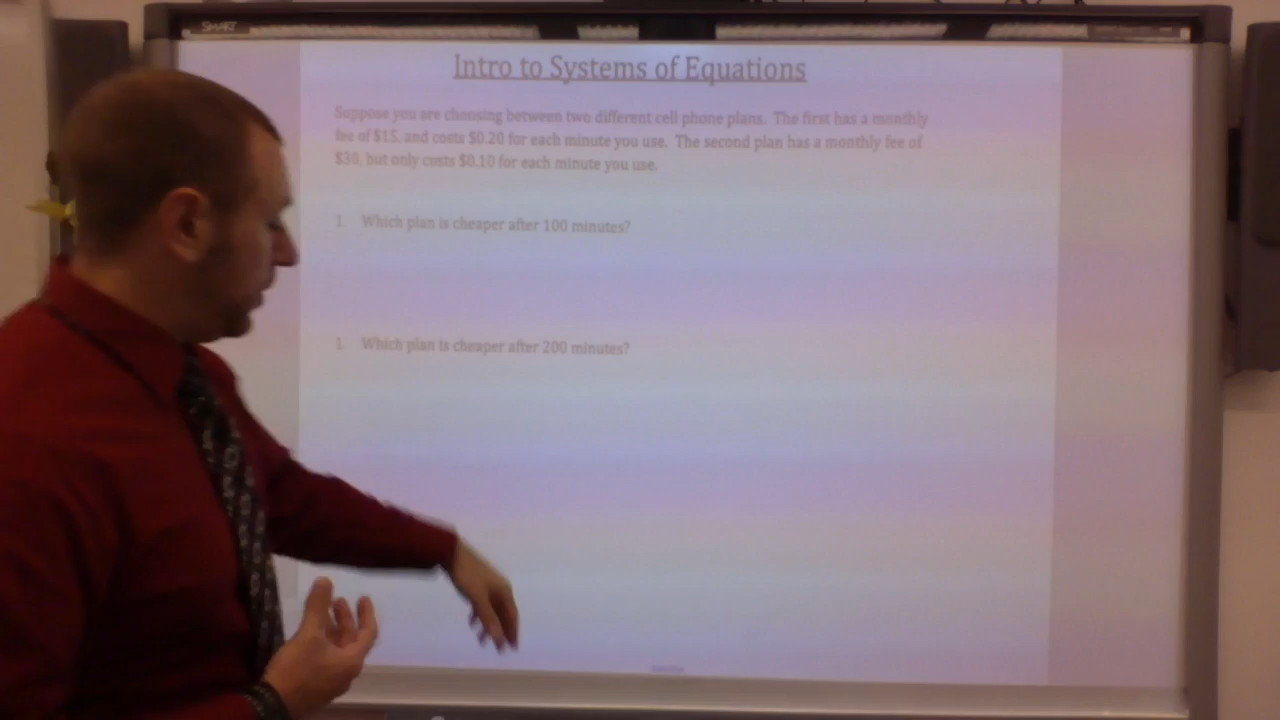 SMART
Intro to Systems of Equations
Suppose you are choosing between two different cell phone plans. The first has a monthly
fee of $15, and costs $0.20 for each minute you use. The second plan has a monthly fee of
$30, but only costs $0.10 for each minute you use.
1. Which plan is cheaper after 100 minutes?
1. Which plan is cheaper after 200 minutes?